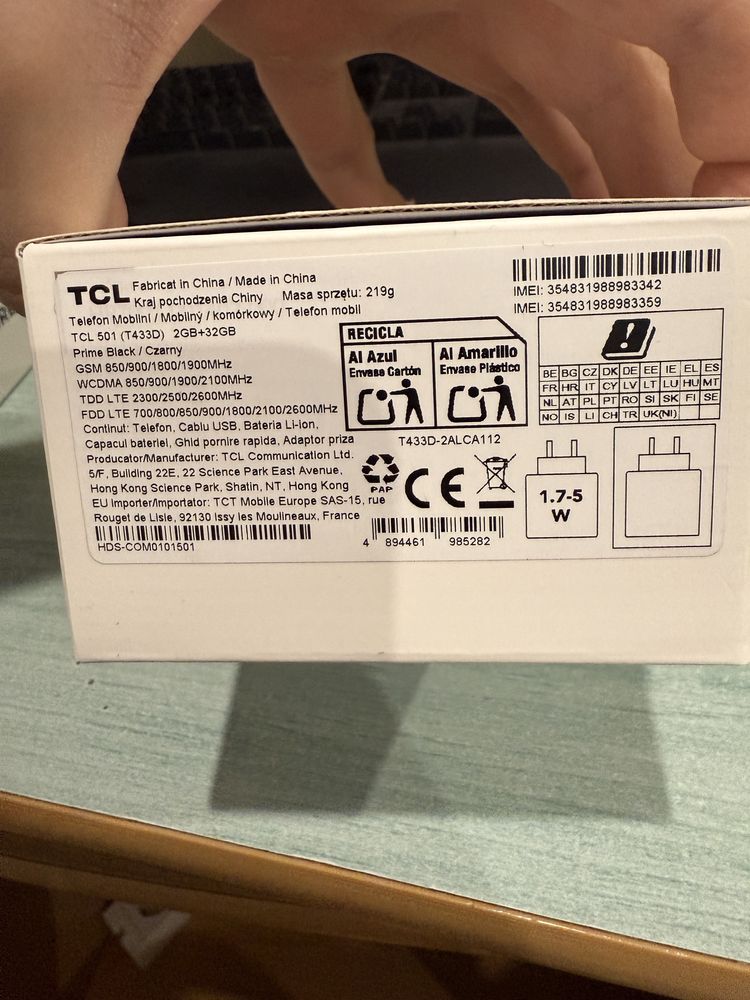 TCL
Fabricat in China / Made in China
Kraj pochodzenia Chiny Masa sprzętu: 219g
Telefon Mobilni / Mobilný / komórkowy / Telefon mobil
TCL 501 (T433D) 2GB+32GB
Prime Black / Czarny
GSM 850/900/1800/1900MHz
WCDMA 850/900/1900/2100MHz
TDD LTE 2300/2500/2600MHz
FDD LTE 700/800/850/900/1800/2100/2600MHz
Continut: Telefon, Cablu USB, Bateria Li-Ion,
Capacul bateriei, Ghid pornire rapida, Adaptor priza
Producator/Manufacturer: TCL Communication Ltd.
5/F, Building 22E, 22 Science Park East Avenue,
Hong Kong Science Park, Shatin, NT, Hong Kong
EU Importer/Importator: TCT Mobile Europe SAS-15, rue
Rouget de Lisle, 92130 Issy les Moulineaux, France
HDS-COM0101501
RECICLA
Al Azul
Envase Cartón
Al Amarillo
Envase Plástico
T433D-2ALCA112
PAP
CE
4 894461 985282
IMEI: 354831988983342
IMEI: 354831988983359
BE BG CZ DK DE EE IE EL ES
FR HR IT CY LV LT LU HU MT
NL AT PL PT RO SI SK FI SE
NO IS LI CH TR UK(NI)
1.7-5
W